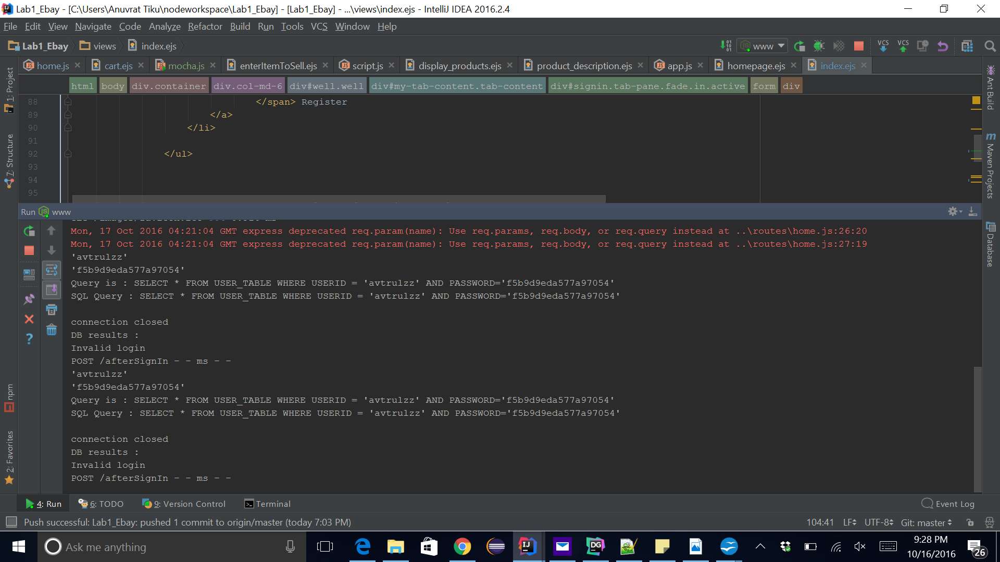 Lab1_Ebay - [C:\Users\Anuvrat Tiku\nodeworkspace\Lab1_Ebay] - [Lab1_Ebay] - ...\views\index.ejs - IntelliJ IDEA 2016.2.4
File Edit View Navigate Code Analyze Refactor Build Run Tools VCS Window Help
Lab1_Ebay views index.ejs www VCS VCS
home.js cart.ejs mocha.js enterItemToSell.ejs script.js display_products.ejs product_description.ejs app.js homepage.ejs index.ejs
html body div.container div.col-md-6 div#well.well div#my-tab-content.tab-content div#signin.tab-pane.fade.in.active form div
88 </span> Register
89 </a>
90 </li>
91
92 </ul>
93
94
95
1: Project
7: Structure
npm
2: Favorites
Ant Build
Maven Projects
Database
Run www
Mon, 17 Oct 2016 04:21:04 GMT express deprecated req.param(name): Use req.params, req.body, or req.query instead at ..\routes\home.js:26:20
Mon, 17 Oct 2016 04:21:04 GMT express deprecated req.param(name): Use req.params, req.body, or req.query instead at ..\routes\home.js:27:19
'avtrulzz'
'f5b9d9eda577a97054'
Query is : SELECT * FROM USER_TABLE WHERE USERID = 'avtrulzz' AND PASSWORD='f5b9d9eda577a97054'
SQL Query : SELECT * FROM USER_TABLE WHERE USERID = 'avtrulzz' AND PASSWORD='f5b9d9eda577a97054'
connection closed
DB results :
Invalid login
POST /afterSignIn - - ms - -
'avtrulzz'
'f5b9d9eda577a97054'
Query is : SELECT * FROM USER_TABLE WHERE USERID = 'avtrulzz' AND PASSWORD='f5b9d9eda577a97054'
SQL Query : SELECT * FROM USER_TABLE WHERE USERID = 'avtrulzz' AND PASSWORD='f5b9d9eda577a97054'
connection closed
DB results :
Invalid login
POST /afterSignIn - - ms - -
4: Run 6: TODO 9: Version Control Terminal Event Log
Push successful: Lab1_Ebay: pushed 1 commit to origin/master (today 7:03 PM) 104:41 LF UTF-8 Git: master
Ask me anything
9:28 PM
10/16/2016
26